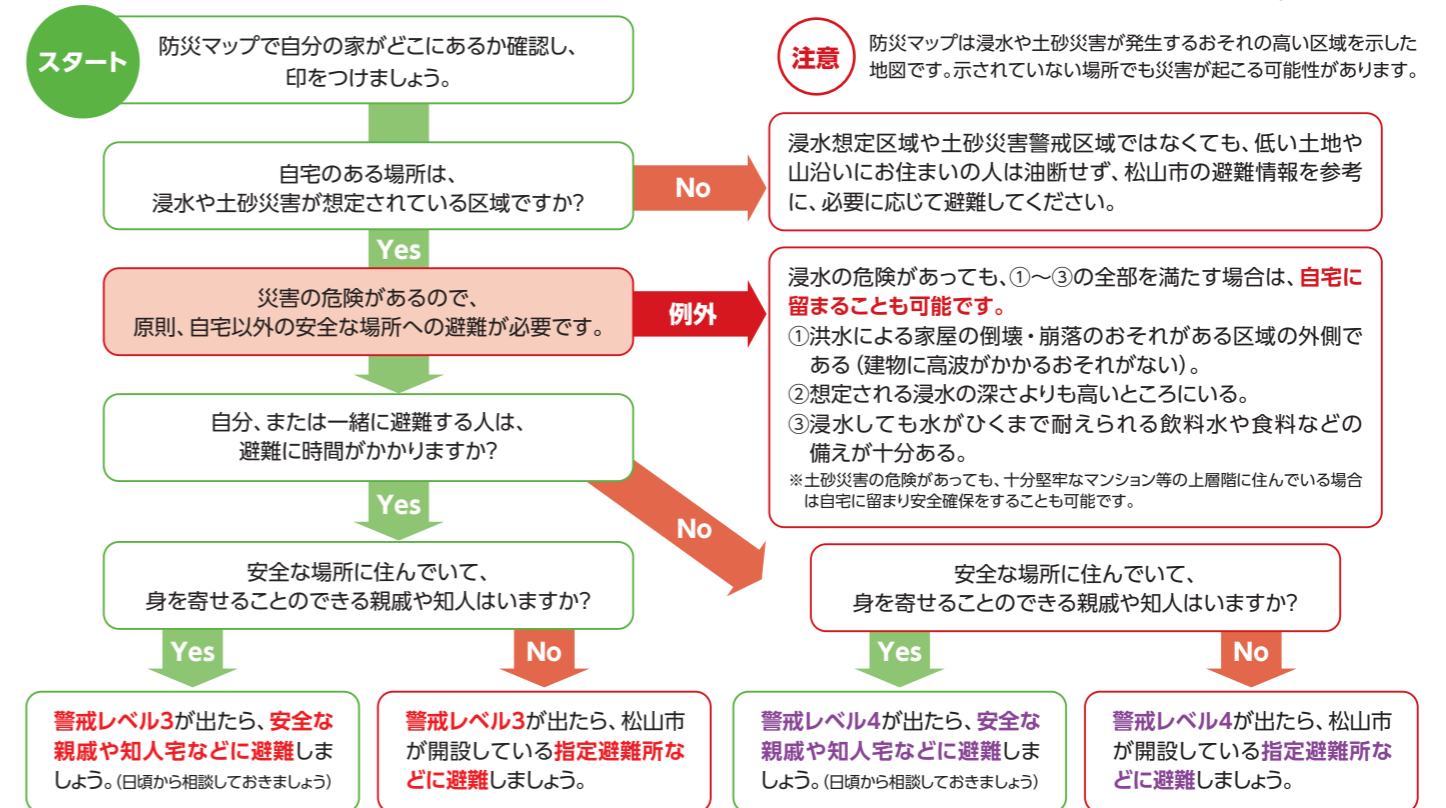 スタート
防災マップで自分の家がどこにあるか確認し、
印をつけましょう。
注意
防災マップは浸水や土砂災害が発生するおそれの高い区域を示した
地図です。示されていない場所でも災害が起こる可能性があります。
自宅のある場所は、
浸水や土砂災害が想定されている区域ですか?
No
浸水想定区域や土砂災害警戒区域ではなくても、低い土地や
山沿いにお住まいの人は油断せず、松山市の避難情報を参考
に、必要に応じて避難してください。
Yes
災害の危険があるので、
原則、自宅以外の安全な場所への避難が必要です。
例外
浸水の危険があっても、①〜③の全部を満たす場合は、自宅に
留まることも可能です。
①洪水による家屋の倒壊・崩落のおそれがある区域の外側で
ある(建物に高波がかかるおそれがない)。
②想定される浸水の深さよりも高いところにいる。
③浸水しても水がひくまで耐えられる飲料水や食料などの
備えが十分ある。
※土砂災害の危険があっても、十分堅牢なマンション等の上層階に住んでいる場合
は自宅に留まり安全確保をすることも可能です。
自分、または一緒に避難する人は、
避難に時間がかかりますか?
Yes
No
安全な場所に住んでいて、
身を寄せることのできる親戚や知人はいますか?
安全な場所に住んでいて、
身を寄せることのできる親戚や知人はいますか?
Yes
No
Yes
No
警戒レベル3が出たら、安全な
親戚や知人宅などに避難しま
しょう。(日頃から相談しておきましょう)
警戒レベル3が出たら、松山市
が開設している指定避難所な
どに避難しましょう。
警戒レベル4が出たら、安全な
親戚や知人宅などに避難しま
しょう。(日頃から相談しておきましょう)
警戒レベル4が出たら、松山市
が開設している指定避難所な
どに避難しましょう。